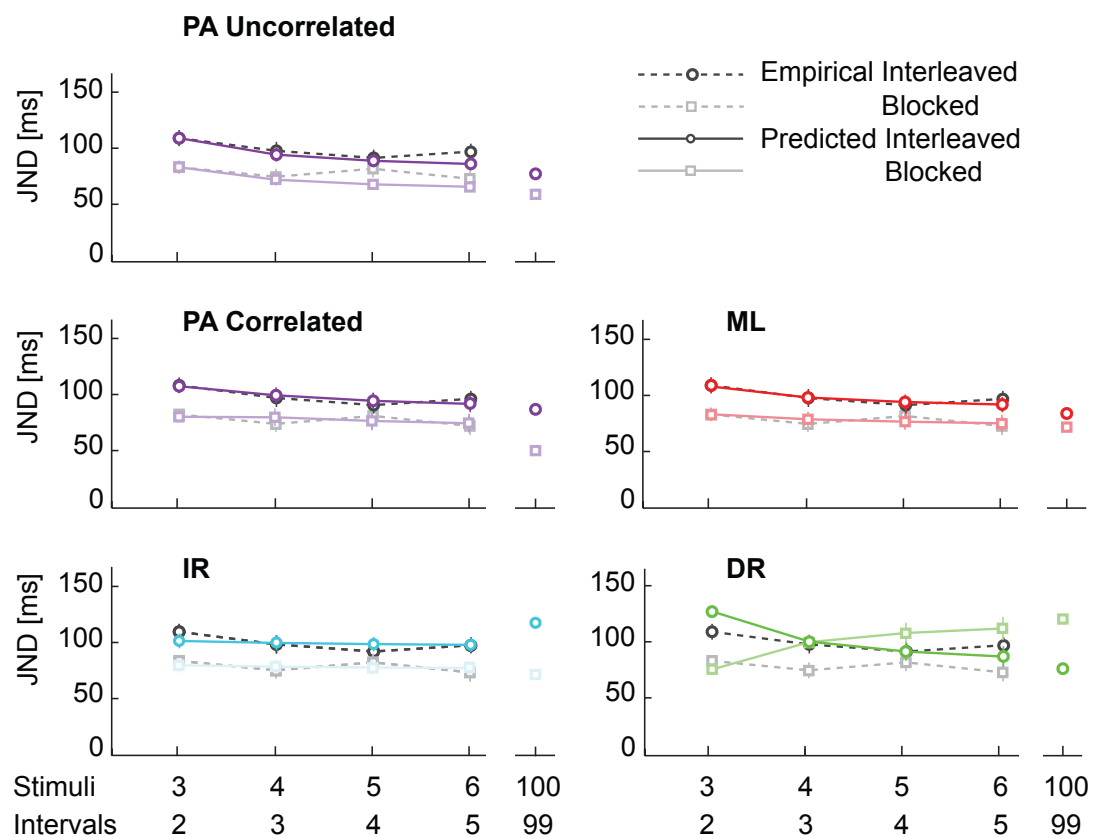 PA Uncorrelated
JND [ms]
150
100
50
0
Empirical Interleaved
Blocked
Predicted Interleaved
Blocked
PA Correlated
JND [ms]
150
100
50
0
ML
150
100
50
0
IR
JND [ms]
150
100
50
0
DR
150
100
50
0
Stimuli 3 4 5 6 100 3 4 5 6 100
Intervals 2 3 4 5 99 2 3 4 5 99